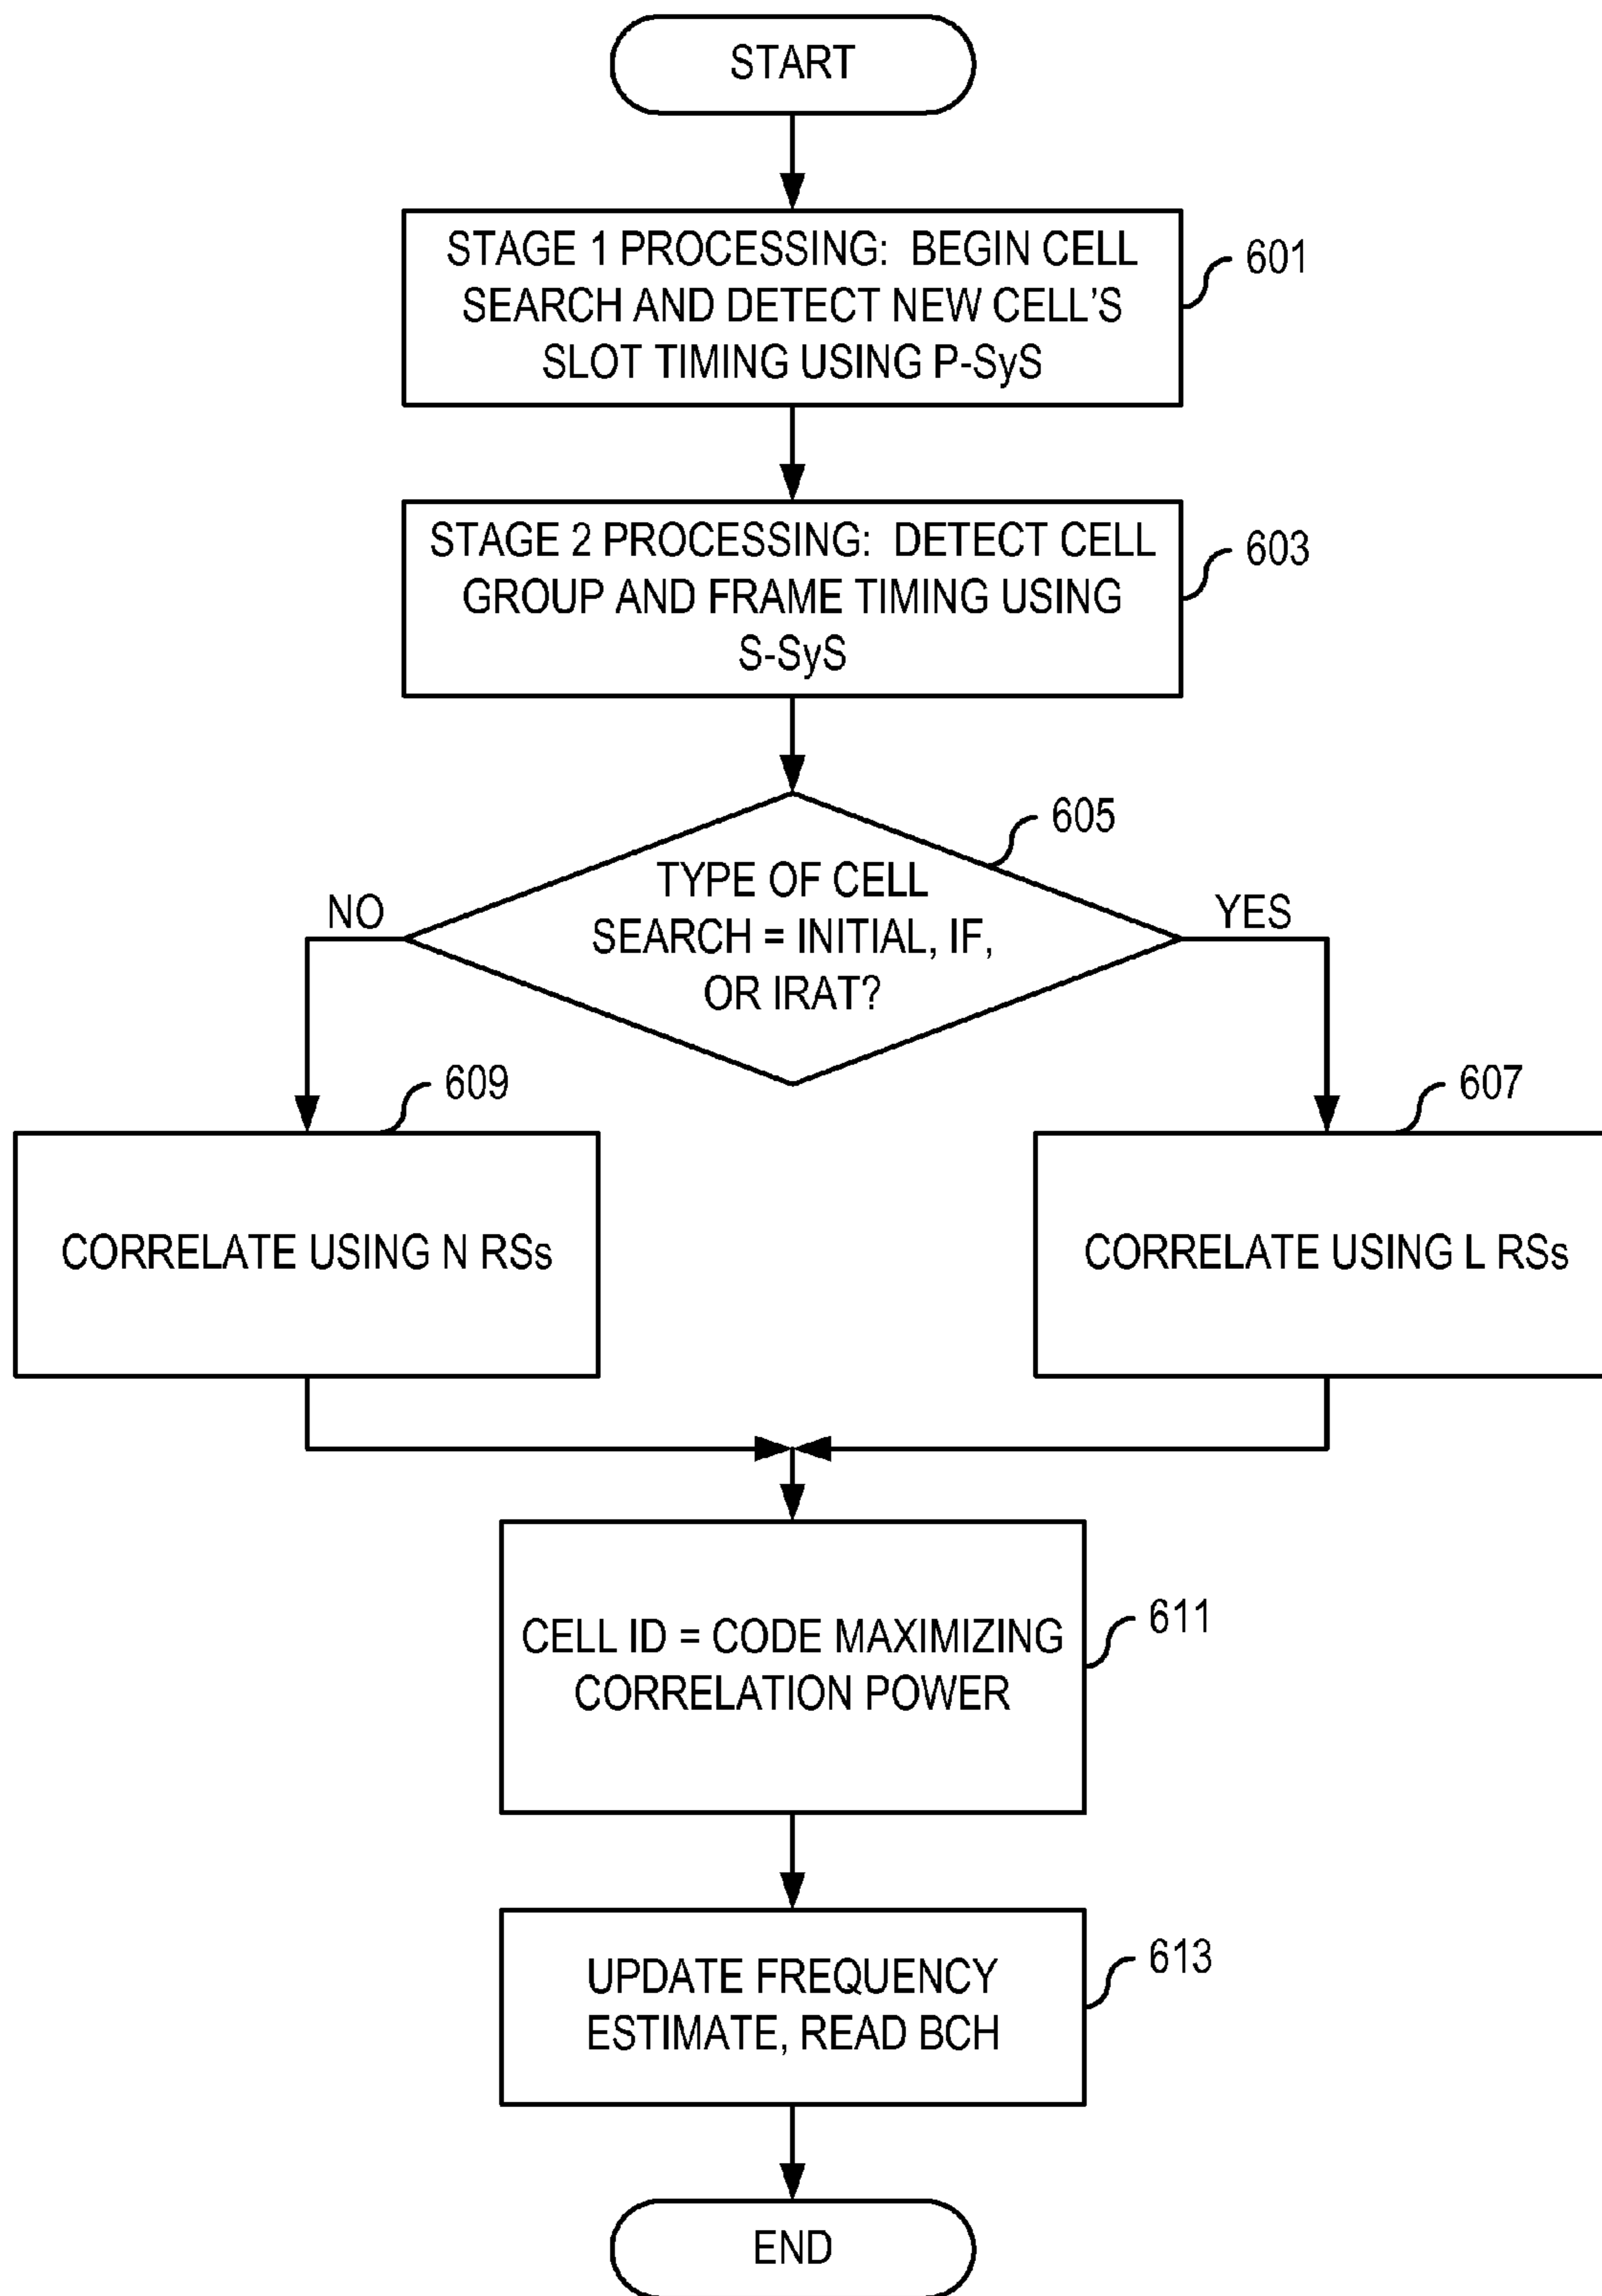 START
STAGE 1 PROCESSING: BEGIN CELL
SEARCH AND DETECT NEW CELL'S
SLOT TIMING USING P-SyS
601
STAGE 2 PROCESSING: DETECT CELL
GROUP AND FRAME TIMING USING
S-SyS
603
605
TYPE OF CELL
SEARCH = INITIAL, IF,
OR IRAT?
NO
YES
609
607
CORRELATE USING N RSs
CORRELATE USING L RSs
CELL ID = CODE MAXIMIZING
CORRELATION POWER
611
UPDATE FREQUENCY
ESTIMATE, READ BCH
613
END